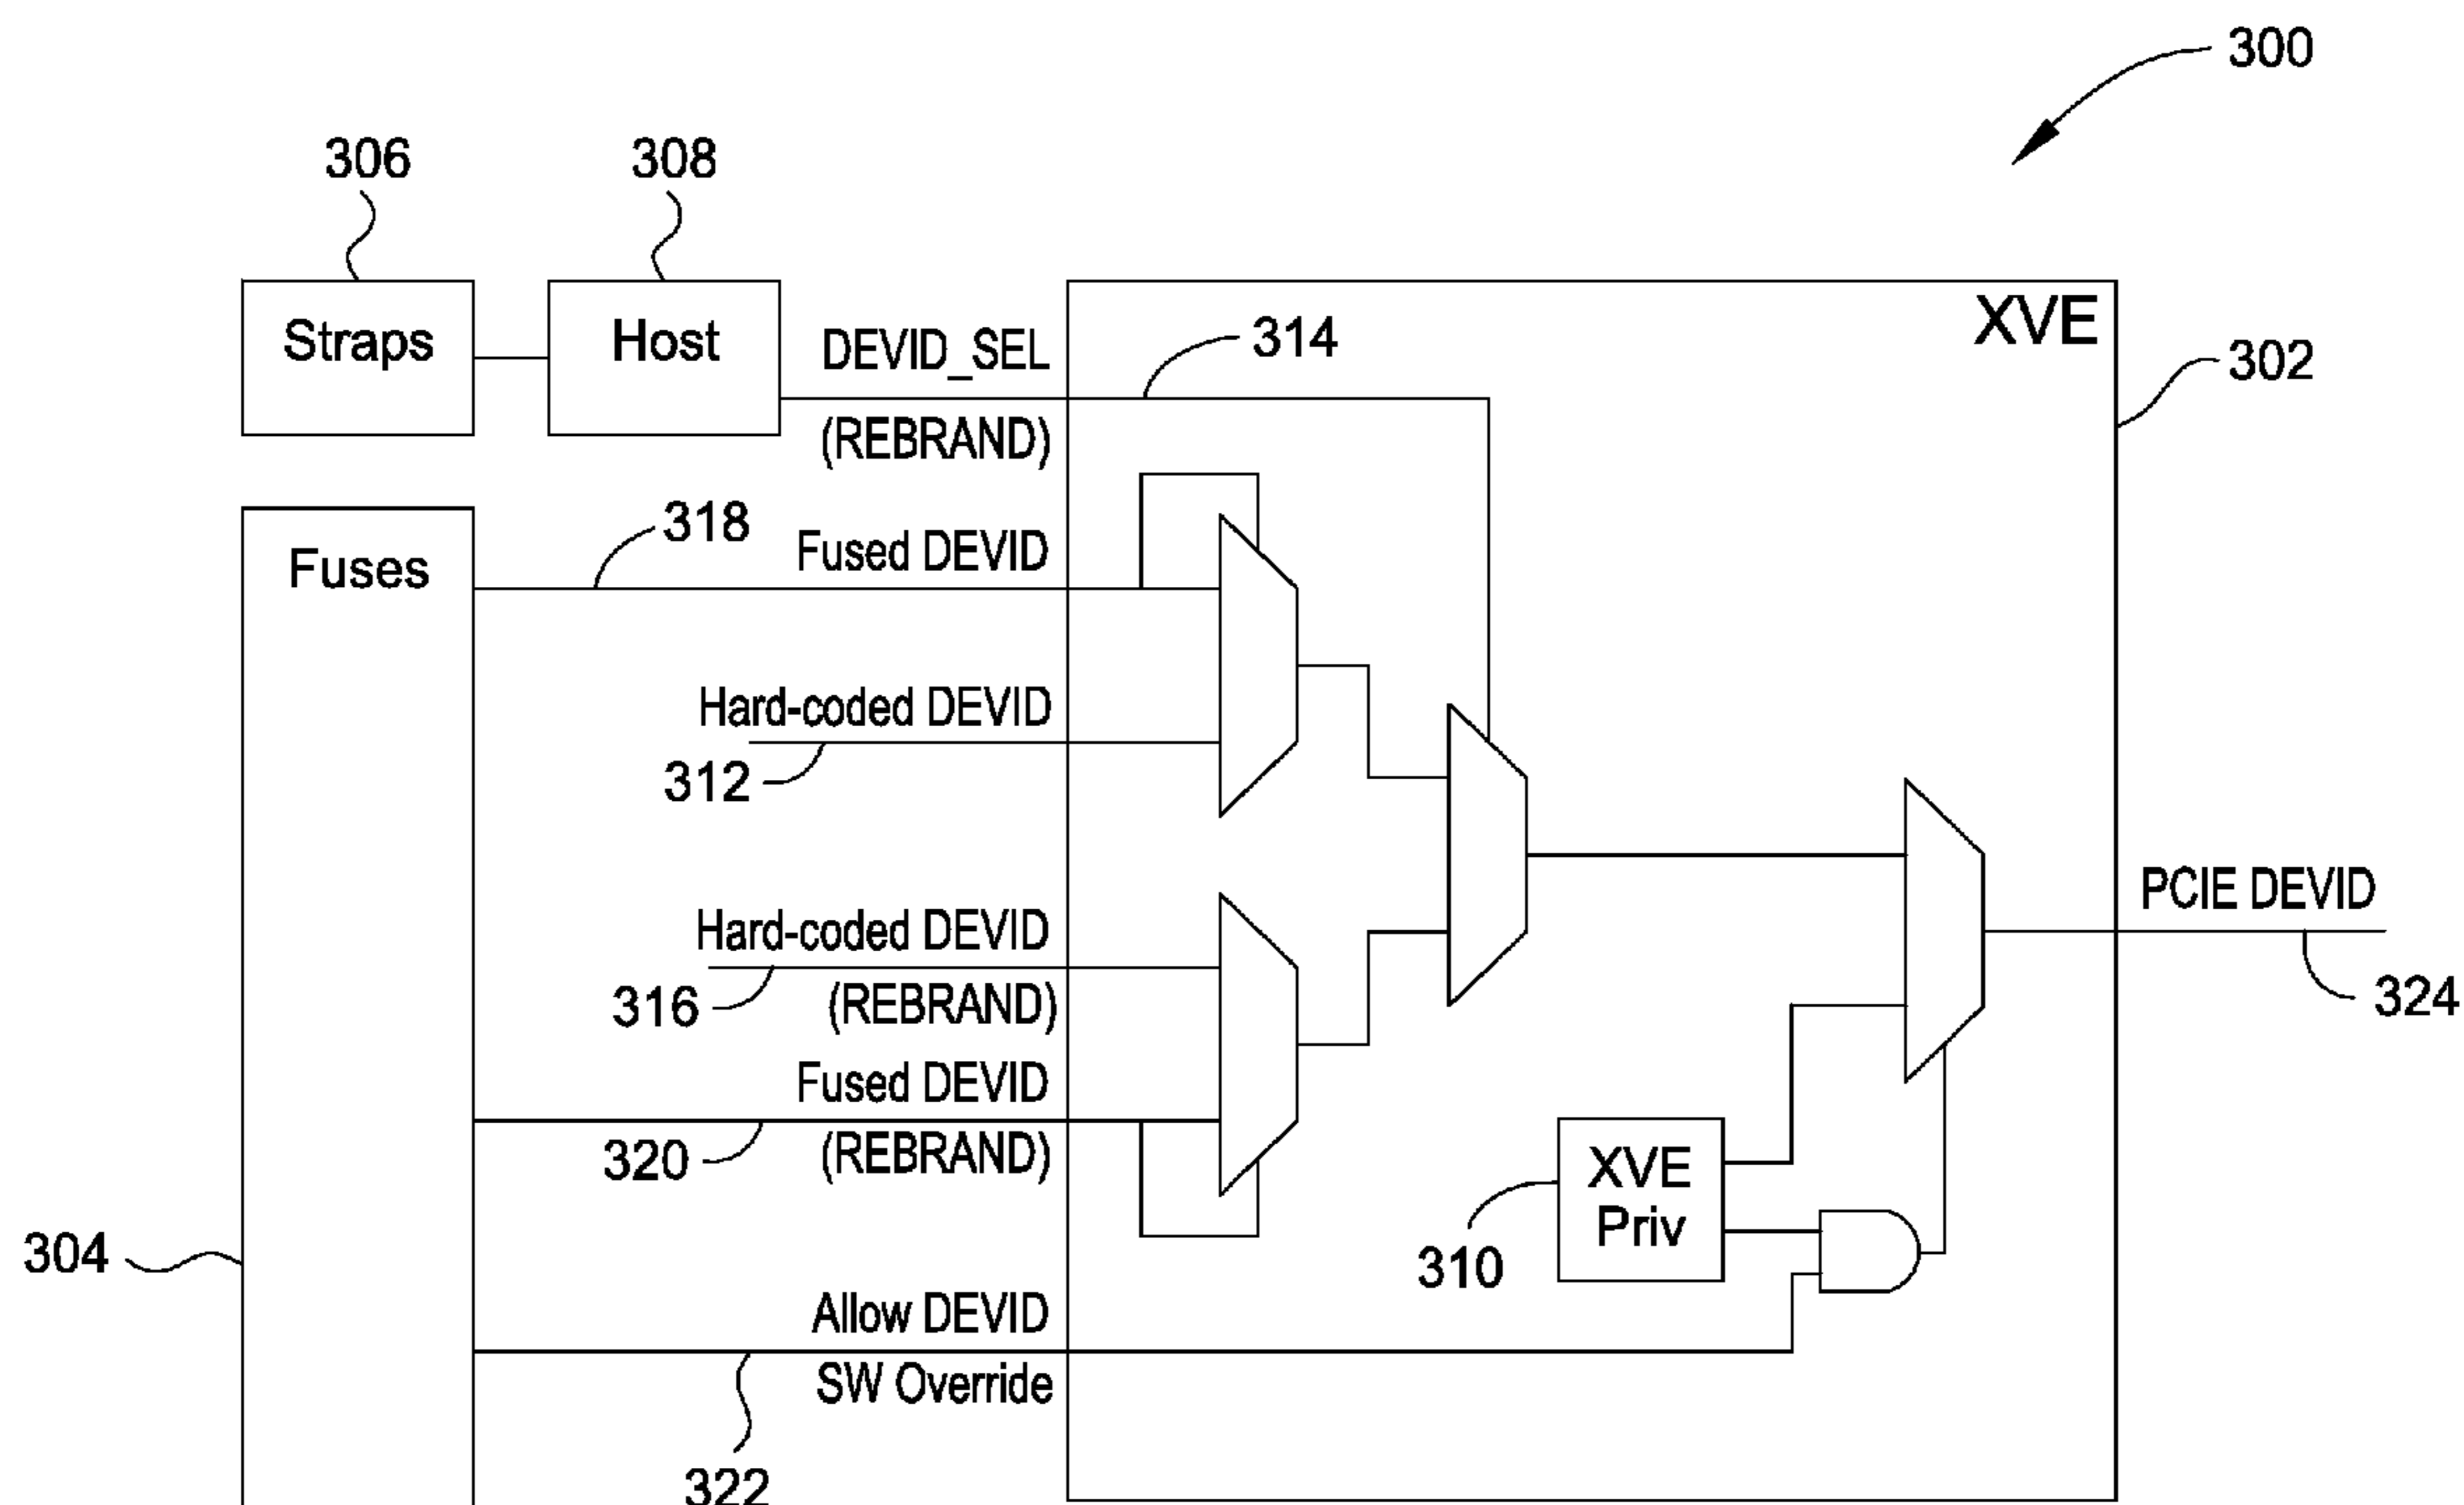 300
306
308
Straps
Host
DEVID_SEL
(REBRAND)
314
XVE
302
Fuses
318
Fused DEVID
Hard-coded DEVID
312
Hard-coded DEVID
316
(REBRAND)
Fused DEVID
320
(REBRAND)
PCIE DEVID
324
XVE
Priv
310
304
Allow DEVID
SW Override
322